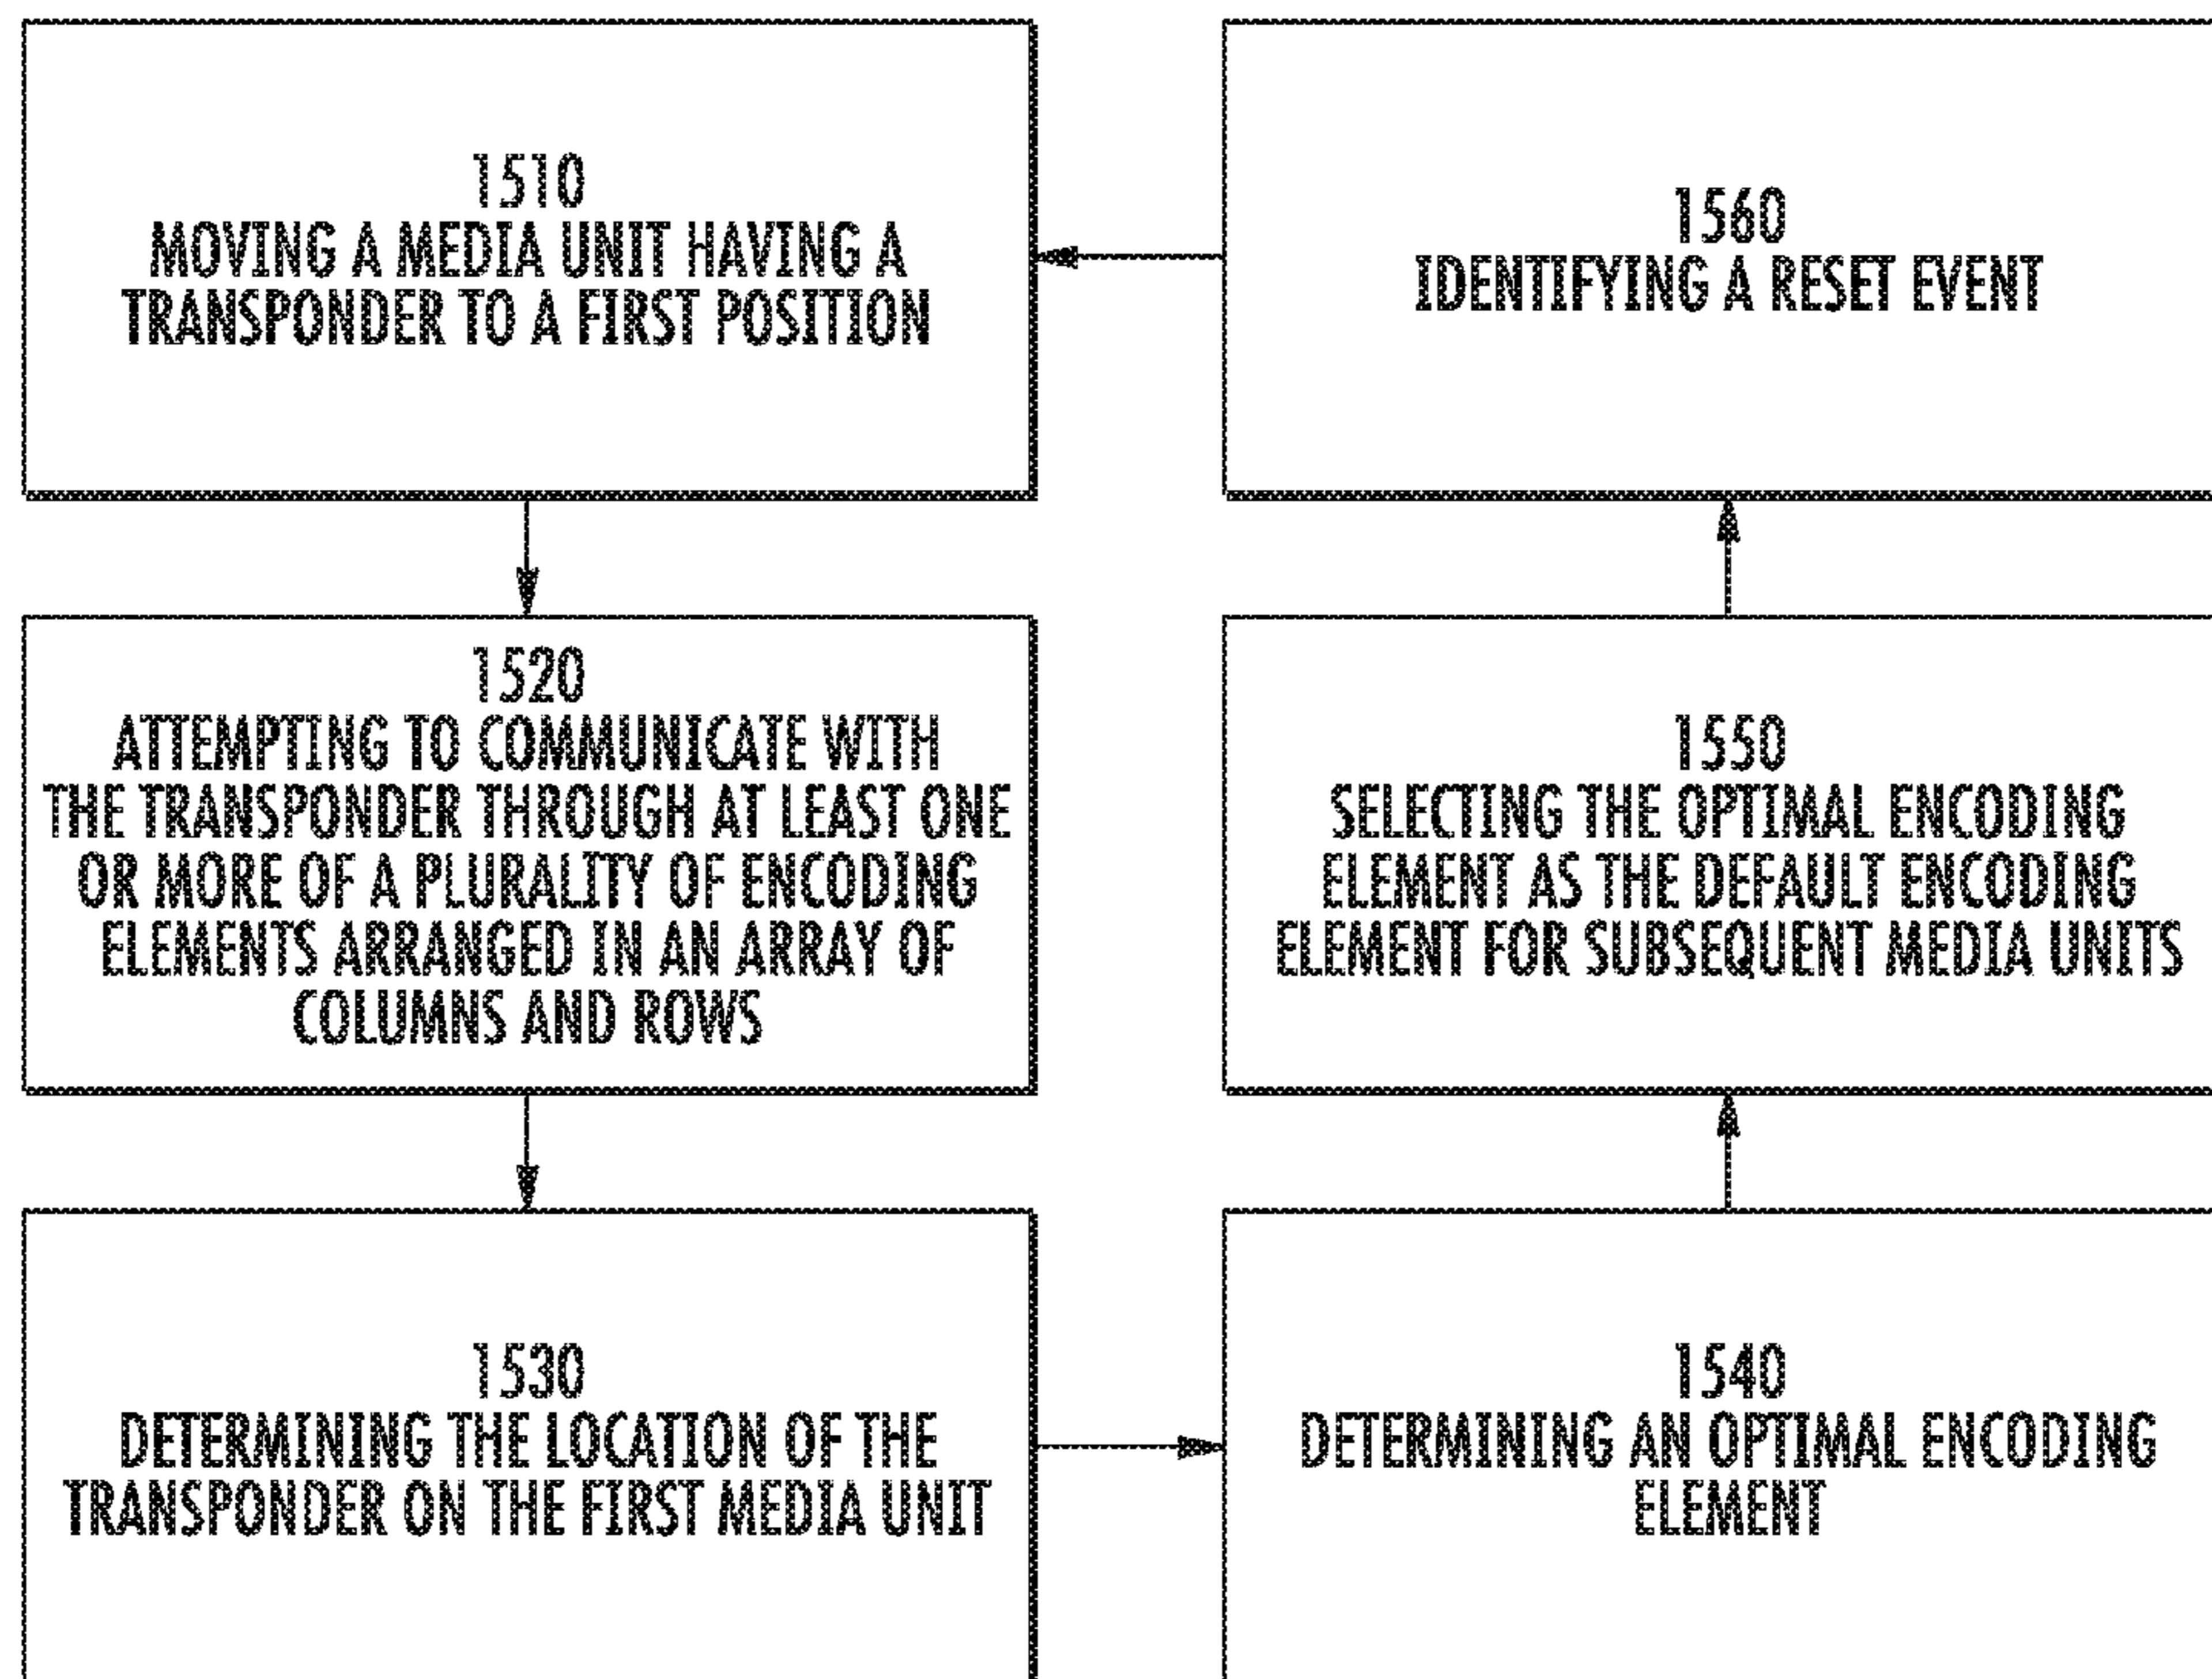 1510
MOVING A MEDIA UNIT HAVING A
TRANSPONDER TO A FIRST POSITION
1520
ATTEMPTING TO COMMUNICATE WITH
THE TRANSPONDER THROUGH AT LEAST ONE
OR MORE OF A PLURALITY OF ENCODING
ELEMENTS ARRANGED IN AN ARRAY OF
COLUMNS AND ROWS
1530
DETERMINING THE LOCATION OF THE
TRANSPONDER ON THE FIRST MEDIA UNIT
1540
DETERMINING AN OPTIMAL ENCODING
ELEMENT
1550
SELECTING THE OPTIMAL ENCODING
ELEMENT AS THE DEFAULT ENCODING
ELEMENT FOR SUBSEQUENT MEDIA UNITS
1560
IDENTIFYING A RESET EVENT